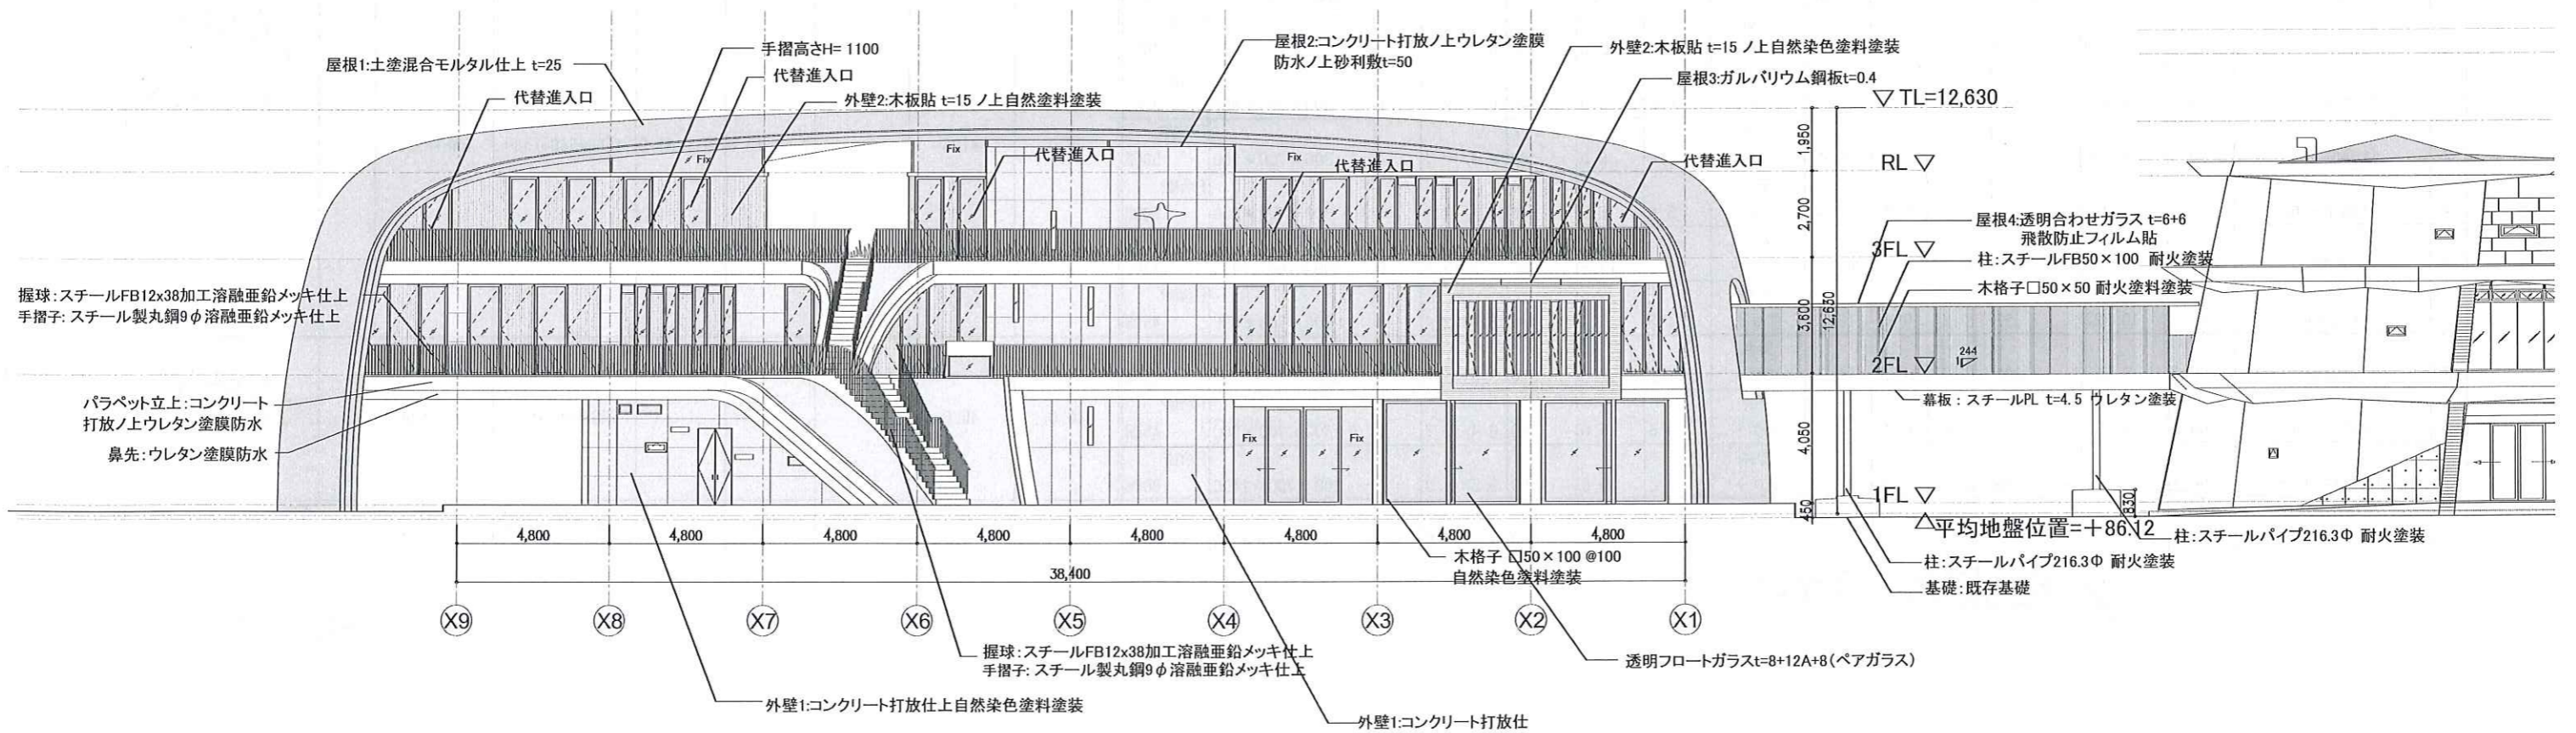 屋根1:土塗混合モルタル仕上 t=25
代替進入口
手摺高さH= 1100
代替進入口
外壁2:木板貼 t=15 ノ上自然塗料塗装
屋根2:コンクリート打放ノ上ウレタン塗膜
防水ノ上砂利敷t=50
外壁2:木板貼 t=15 ノ上自然染色塗料塗装
屋根3:ガルバリウム鋼板t=0.4
▽ TL=12,630
1,950
RL ▽
Fix
Fix
代替進入口
Fix
代替進入口
代替進入口
2,700
屋根4:透明合わせガラス t=6+6
飛散防止フィルム貼
3FL ▽
柱:スチールFB50×100 耐火塗装
木格子□50×50 耐火塗料塗装
握球:スチールFB12x38加工溶融亜鉛メッキ仕上
手摺子: スチール製丸鋼9φ溶融亜鉛メッキ仕上
3,600
12,630
244
1
2FL ▽
幕板: スチールPL t=4.5 ウレタン塗装
パラペット立上:コンクリート
打放ノ上ウレタン塗膜防水
鼻先:ウレタン塗膜防水
Fix
Fix
4,050
1FL ▽
450
830
△平均地盤位置=+86.12
柱:スチールパイプ216.3Φ 耐火塗装
柱:スチールパイプ216.3Φ 耐火塗装
基礎:既存基礎
4,800
4,800
4,800
4,800
4,800
4,800
4,800
4,800
38,400
木格子 □50×100 @100
自然染色塗料塗装
X9
X8
X7
X6
X5
X4
X3
X2
X1
握球:スチールFB12x38加工溶融亜鉛メッキ仕上
手摺子: スチール製丸鋼9φ溶融亜鉛メッキ仕上
透明フロートガラスt=8+12A+8(ペアガラス)
外壁1:コンクリート打放仕上自然染色塗料塗装
外壁1:コンクリート打放仕